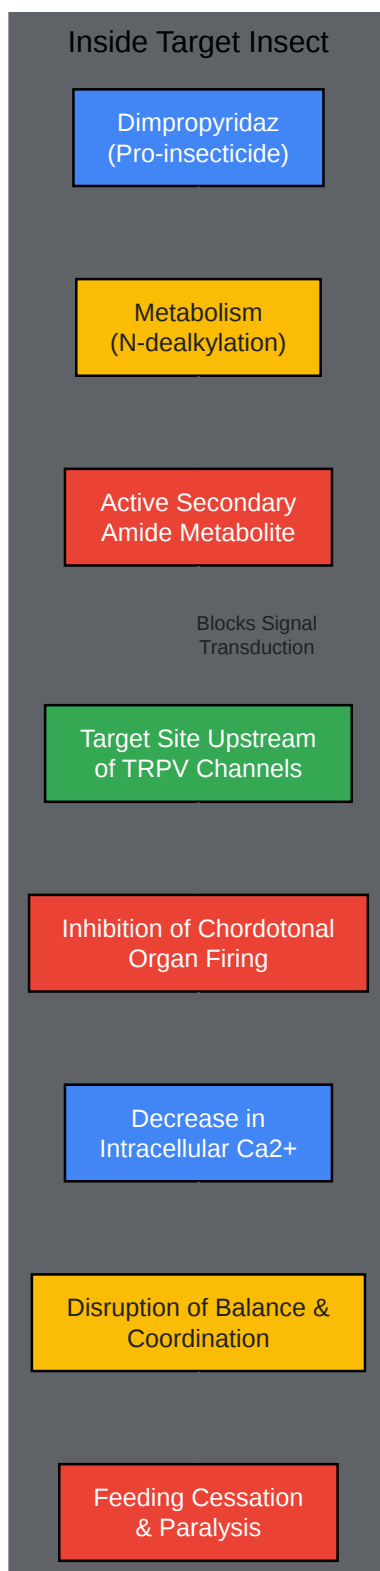 Inside Target Insect
Dimpropyridaz
(Pro-insecticide)
Metabolism
(N-dealkylation)
Active Secondary
Amide Metabolite
Blocks Signal
Transduction
Target Site Upstream
of TRPV Channels
Inhibition of Chordotonal
Organ Firing
Decrease in
Intracellular Ca2+
Disruption of Balance &
Coordination
Feeding Cessation
& Paralysis